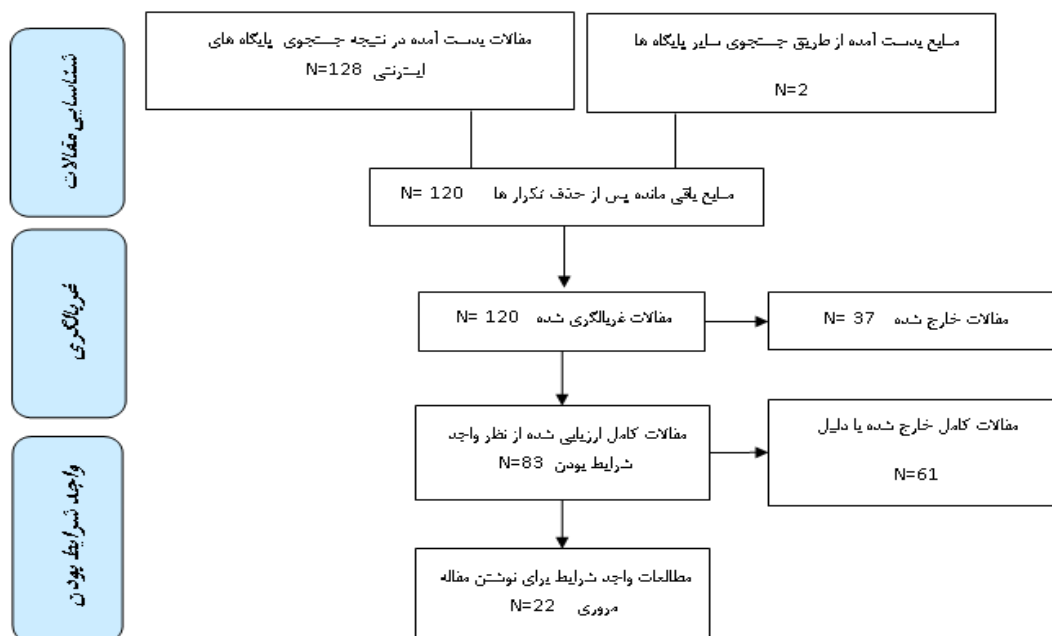 شناسایی مقالات
مقالات بدست آمده در نتیجه جستجوی پایگاه های
اینترنتی N=128
منابع بدست آمده از طریق جستجوی سایر پایگاه ها
N=2
منابع باقی مانده پس از حذف تکرار ها N= 120
غربالگری
مقالات غربالگری شده N= 120
مقالات خارج شده N= 37
واجد شرایط بودن
مقالات کامل ارزیابی شده از نظر واجد
شرایط بودن N=83
مقالات کامل خارج شده با دلیل
N=61
مطالعات واجد شرایط برای نوشتن مقاله
مروری N=22